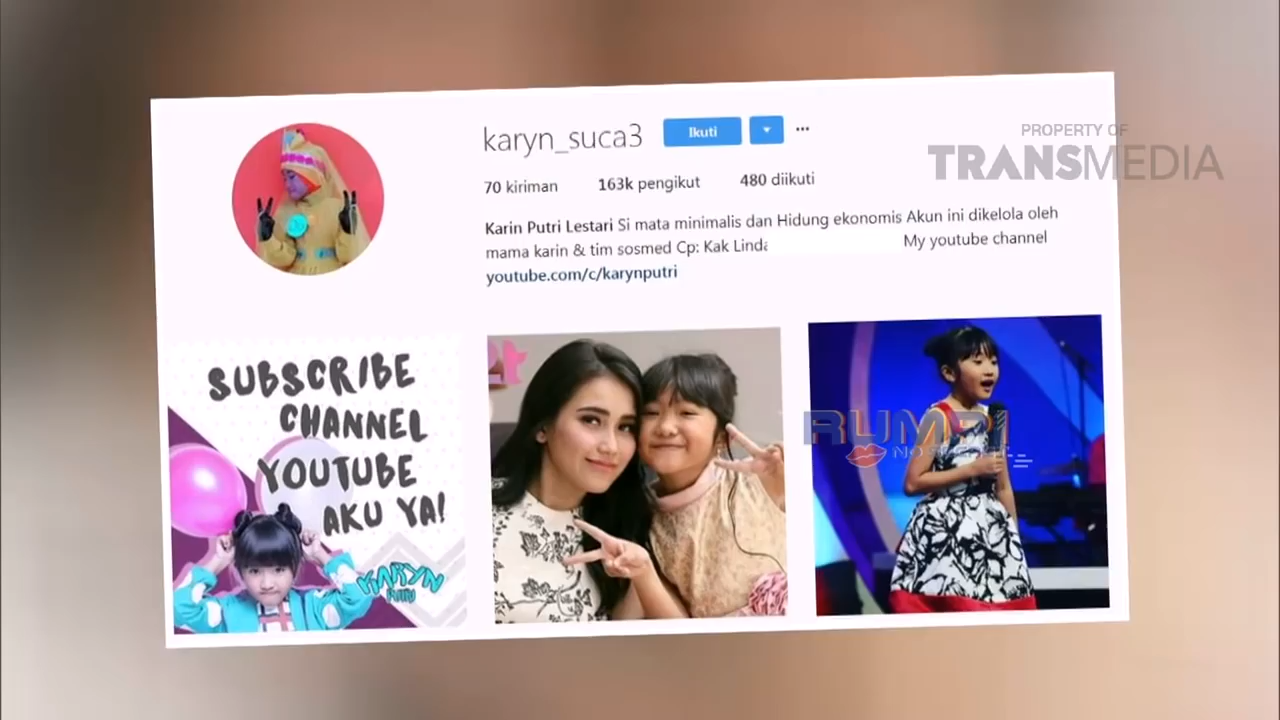 karyn_suca3 Ikuti
70 kiriman 163k pengikut 480 diikuti
Karin Putri Lestari Si mata minimalis dan Hidung ekonomis Akun ini dikelola oleh
mama karin & tim sosmed Cp: Kak Linda My youtube channel
youtube.com/c/karynputri
PROPERTY OF
TRANSMEDIA
SUBSCRIBE
CHANNEL
YOUTUBE
AKU YA!
KARYN
RUMPI